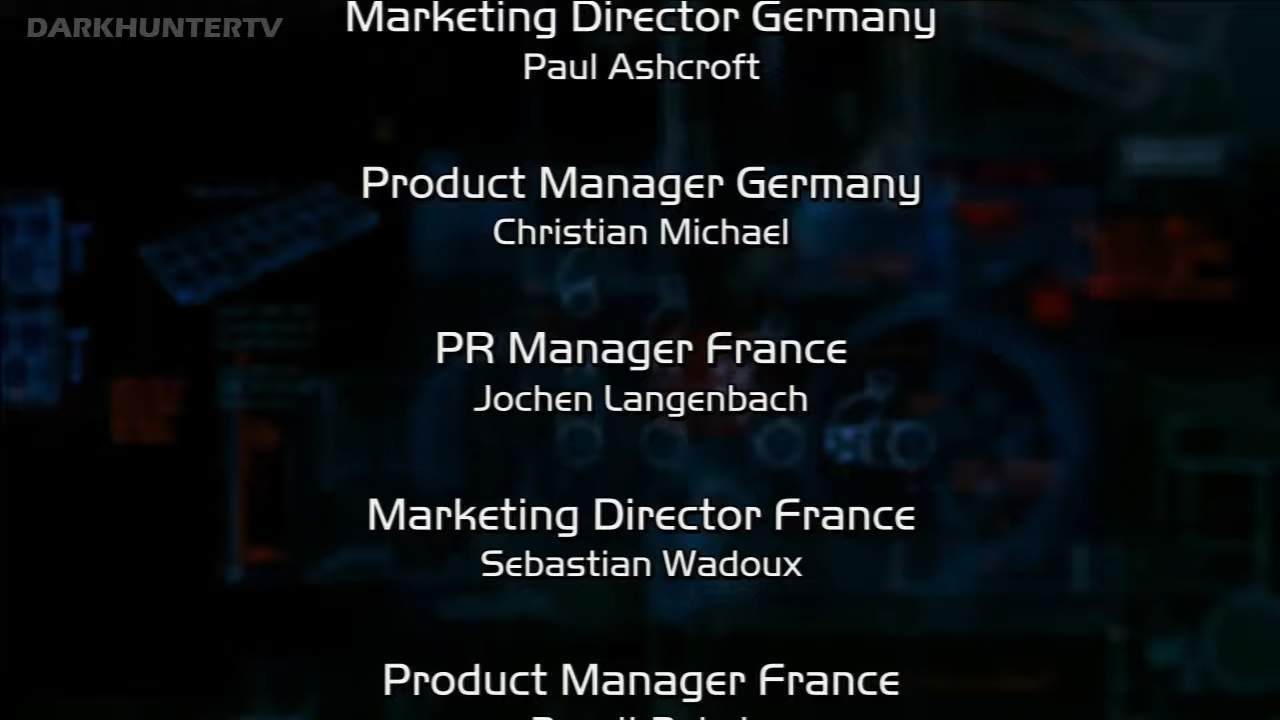 DARKHUNTERTV
Marketing Director Germany
Paul Ashcroft
Product Manager Germany
Christian Michael
PR Manager France
Jochen Langenbach
Marketing Director France
Sebastian Wadoux
Product Manager France